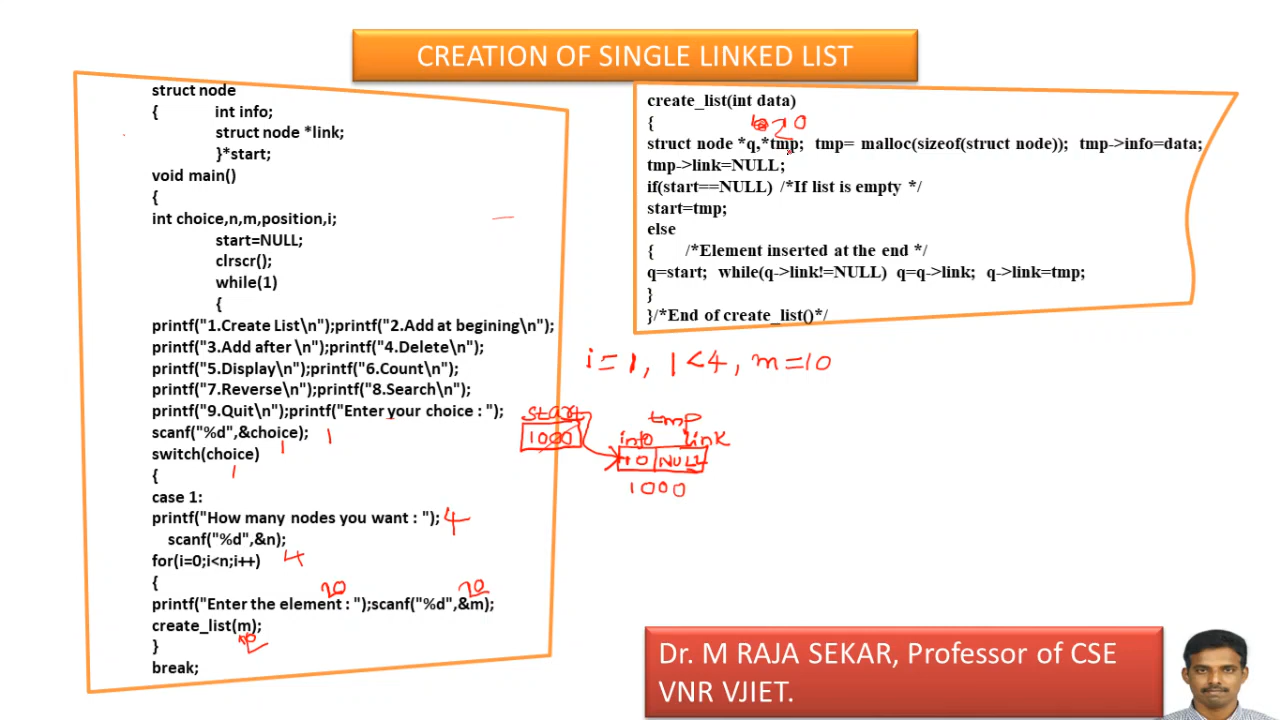 CREATION OF SINGLE LINKED LIST
struct node
{ int info;
struct node *link;
}*start;
void main()
{
int choice,n,m,position,i;
start=NULL;
clrscr();
while(1)
{
printf("1.Create List\n");printf("2.Add at begining\n");
printf("3.Add after \n");printf("4.Delete\n");
printf("5.Display\n");printf("6.Count\n");
printf("7.Reverse\n");printf("8.Search\n");
printf("9.Quit\n");printf("Enter your choice : ");
scanf("%d",&choice); 1
1
switch(choice)
1
{
case 1:
printf("How many nodes you want : "); 4
scanf("%d",&n);
for(i=0;i<n;i++) 4
{
20 20
printf("Enter the element : ");scanf("%d",&m);
create_list(m);
}
break;
create_list(int data)
{
20
struct node *q,*tmp; tmp= malloc(sizeof(struct node)); tmp->info=data;
tmp->link=NULL;
if(start==NULL) /*If list is empty */
start=tmp;
else
{ /*Element inserted at the end */
q=start; while(q->link!=NULL) q=q->link; q->link=tmp;
}
}/*End of create_list()*/
i=1, 1<4, m=10
start tmp
info link
1000 10 NULL
1000
Dr. M RAJA SEKAR, Professor of CSE
VNR VJIET.